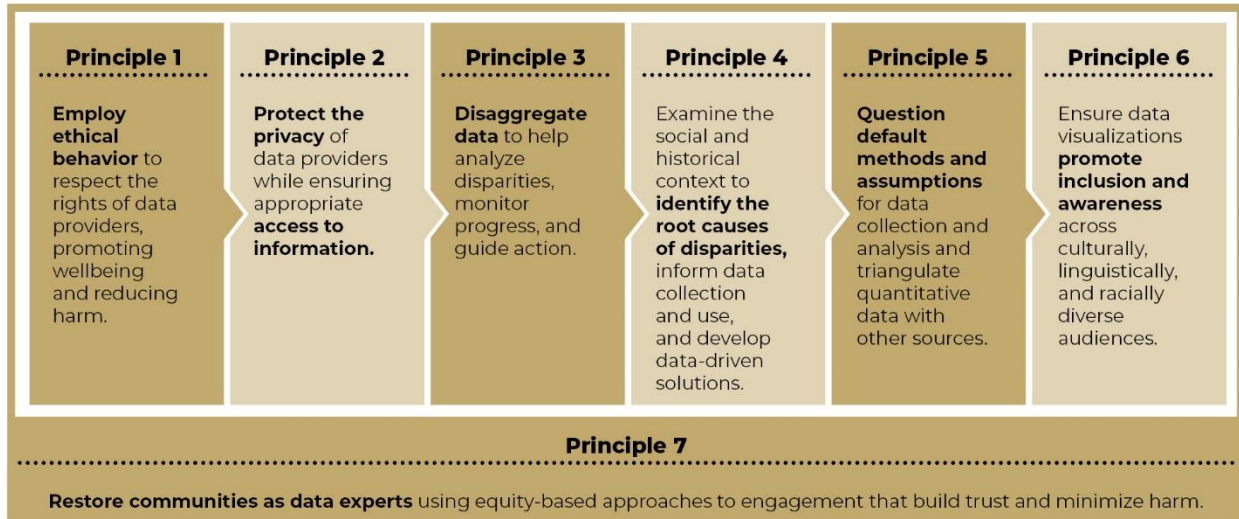 Principle 1
Employ
ethical
behavior to
respect the
rights of data
providers,
promoting
wellbeing
and reducing
harm.
Principle 2
Protect the
privacy of
data providers
while ensuring
appropriate
access to
information.
Principle 3
Disaggregate
data to help
analyze
disparities,
monitor
progress, and
guide action.
Principle 4
Examine the
social and
historical
context to
identify the
root causes
of disparities,
inform data
collection
and use,
and develop
data-driven
solutions.
Principle 5
Question
default
methods and
assumptions
for data
collection and
analysis and
triangulate
quantitative
data with
other sources.
Principle 6
Ensure data
visualizations
promote
inclusion and
awareness
across
culturally,
linguistically,
and racially
diverse
audiences.
Principle 7
Restore communities as data experts using equity-based approaches to engagement that build trust and minimize harm.